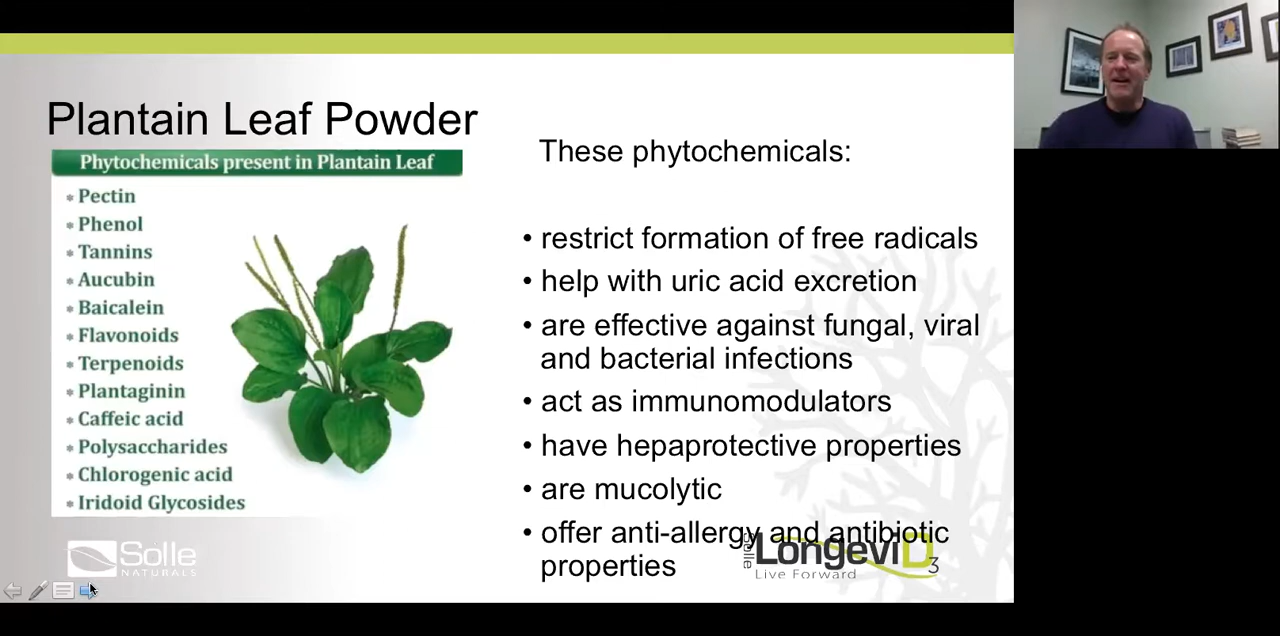 Plantain Leaf Powder
Phytochemicals present in Plantain Leaf
Pectin
Phenol
Tannins
Aucubin
Baicalein
Flavonoids
Terpenoids
Plantaginin
Caffeic acid
Polysaccharides
Chlorogenic acid
Iridoid Glycosides
These phytochemicals:
• restrict formation of free radicals
• help with uric acid excretion
• are effective against fungal, viral
and bacterial infections
• act as immunomodulators
• have hepaprotective properties
• are mucolytic
• offer anti-allergy and antibiotic
properties
Solle
NATURALS
Solle LongeviD3
Live Forward